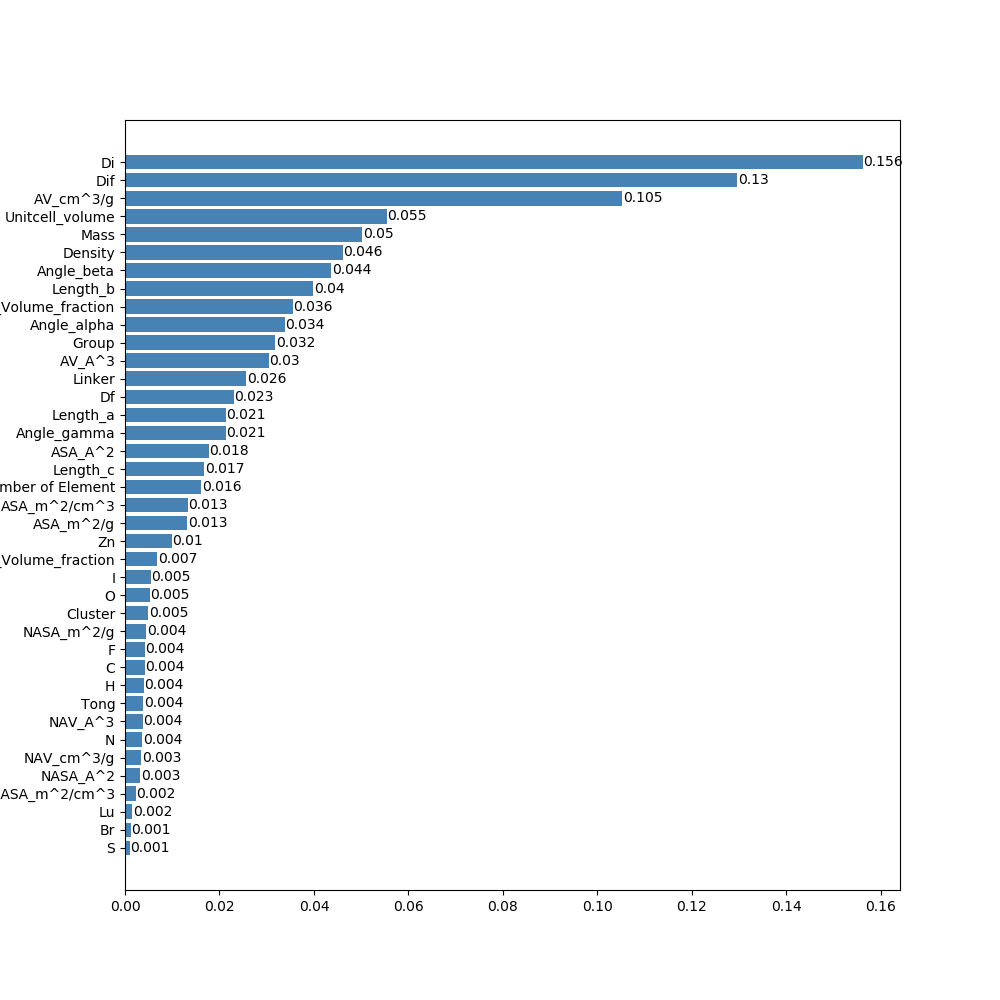 Di 0.156
Dif 0.13
AV_cm^3/g 0.105
Unitcell_volume 0.055
Mass 0.05
Density 0.046
Angle_beta 0.044
Length_b 0.04
_Volume_fraction 0.036
Angle_alpha 0.034
Group 0.032
AV_A^3 0.03
Linker 0.026
Df 0.023
Length_a 0.021
Angle_gamma 0.021
ASA_A^2 0.018
Length_c 0.017
mber of Element 0.016
ASA_m^2/cm^3 0.013
ASA_m^2/g 0.013
Zn 0.01
_Volume_fraction 0.007
I 0.005
O 0.005
Cluster 0.005
NASA_m^2/g 0.004
F 0.004
C 0.004
H 0.004
Tong 0.004
NAV_A^3 0.004
N 0.004
NAV_cm^3/g 0.003
NASA_A^2 0.003
ASA_m^2/cm^3 0.002
Lu 0.002
Br 0.001
S 0.001
0.00 0.02 0.04 0.06 0.08 0.10 0.12 0.14 0.16